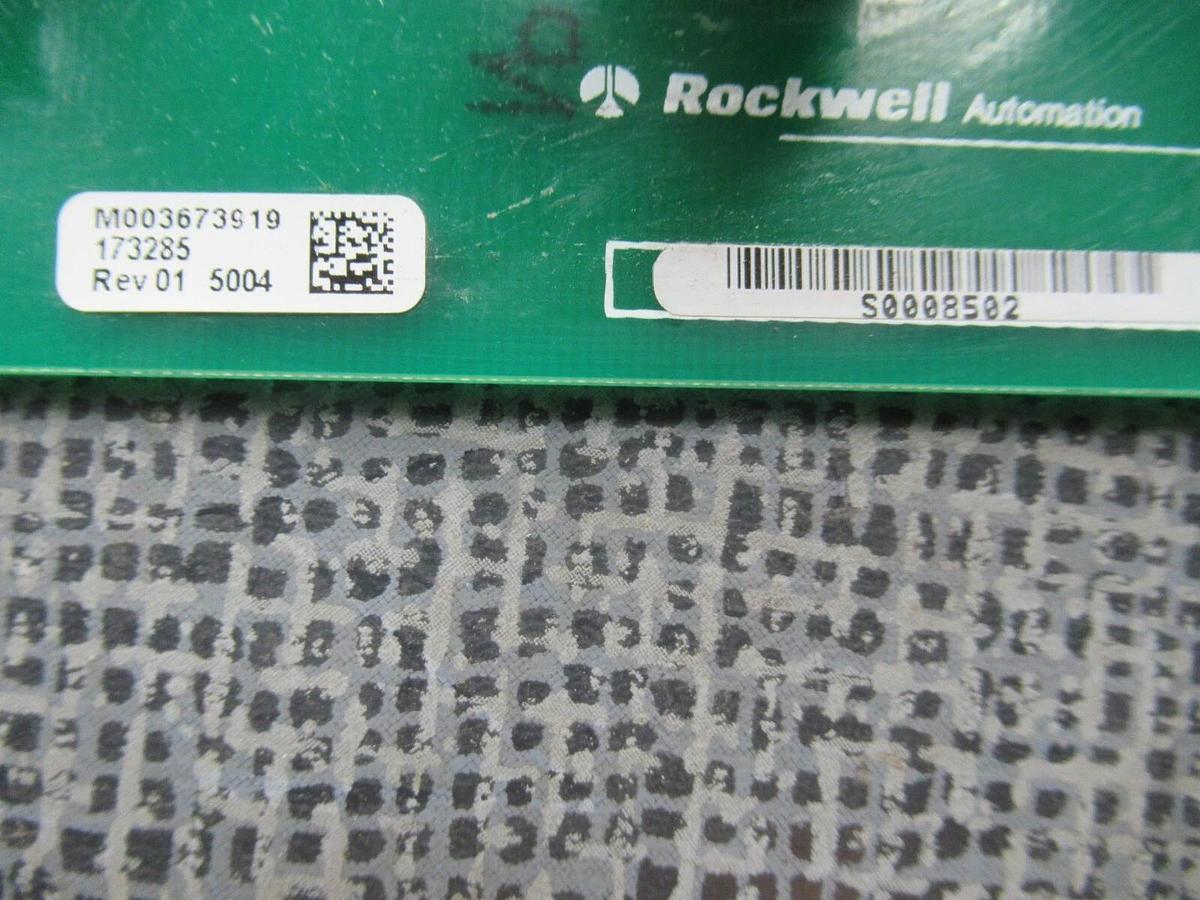 Rockwell Automation
M003673919
173285
Rev 01 5004
S0008502